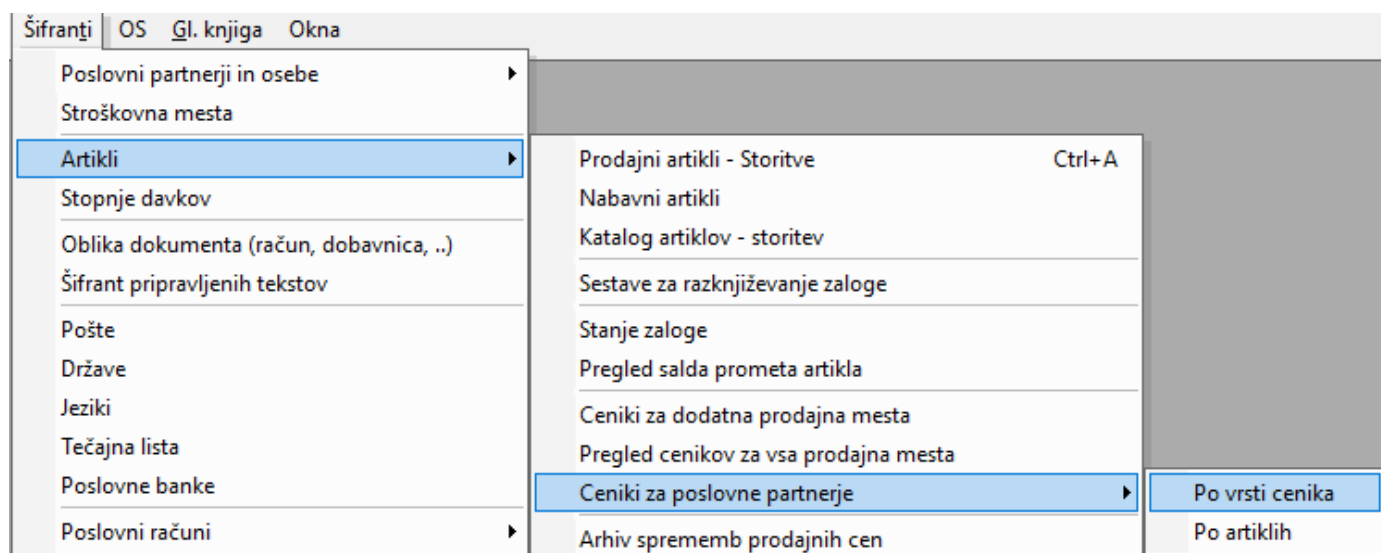 Šifranti OS Gl. knjiga Okna
Poslovni partnerji in osebe
Stroškovna mesta
Artikli
Stopnje davkov
Oblika dokumenta (račun, dobavnica, ..)
Šifrant pripravljenih tekstov
Pošte
Države
Jeziki
Tečajna lista
Poslovne banke
Poslovni računi
Prodajni artikli - Storitve Ctrl+A
Nabavni artikli
Katalog artiklov - storitev
Sestave za razknjiževanje zaloge
Stanje zaloge
Pregled salda prometa artikla
Ceniki za dodatna prodajna mesta
Pregled cenikov za vsa prodajna mesta
Ceniki za poslovne partnerje
Arhiv sprememb prodajnih cen
Po vrsti cenika
Po artiklih